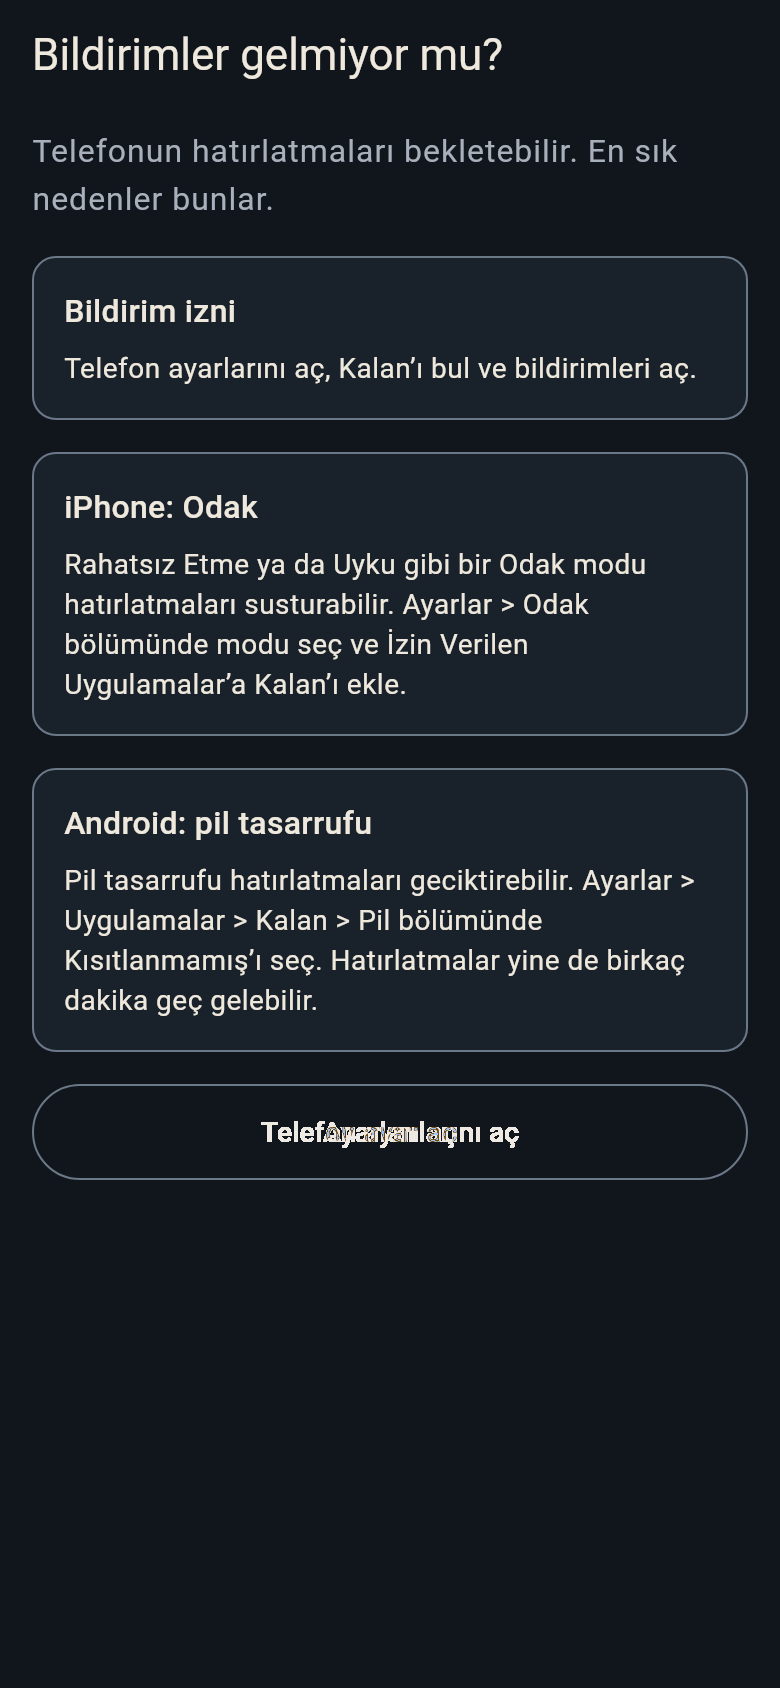 Bildirimler gelmiyor mu?
Telefonun hatırlatmaları bekletebilir. En sık
nedenler bunlar.
Bildirim izni
Telefon ayarlarını aç, Kalan’ı bul ve bildirimleri aç.
iPhone: Odak
Rahatsız Etme ya da Uyku gibi bir Odak modu
hatırlatmaları susturabilir. Ayarlar > Odak
bölümünde modu seç ve İzin Verilen
Uygulamalar’a Kalan’ı ekle.
Android: pil tasarrufu
Pil tasarrufu hatırlatmaları geciktirebilir. Ayarlar >
Uygulamalar > Kalan > Pil bölümünde
Kısıtlanmamış’ı seç. Hatırlatmalar yine de birkaç
dakika geç gelebilir.
aç